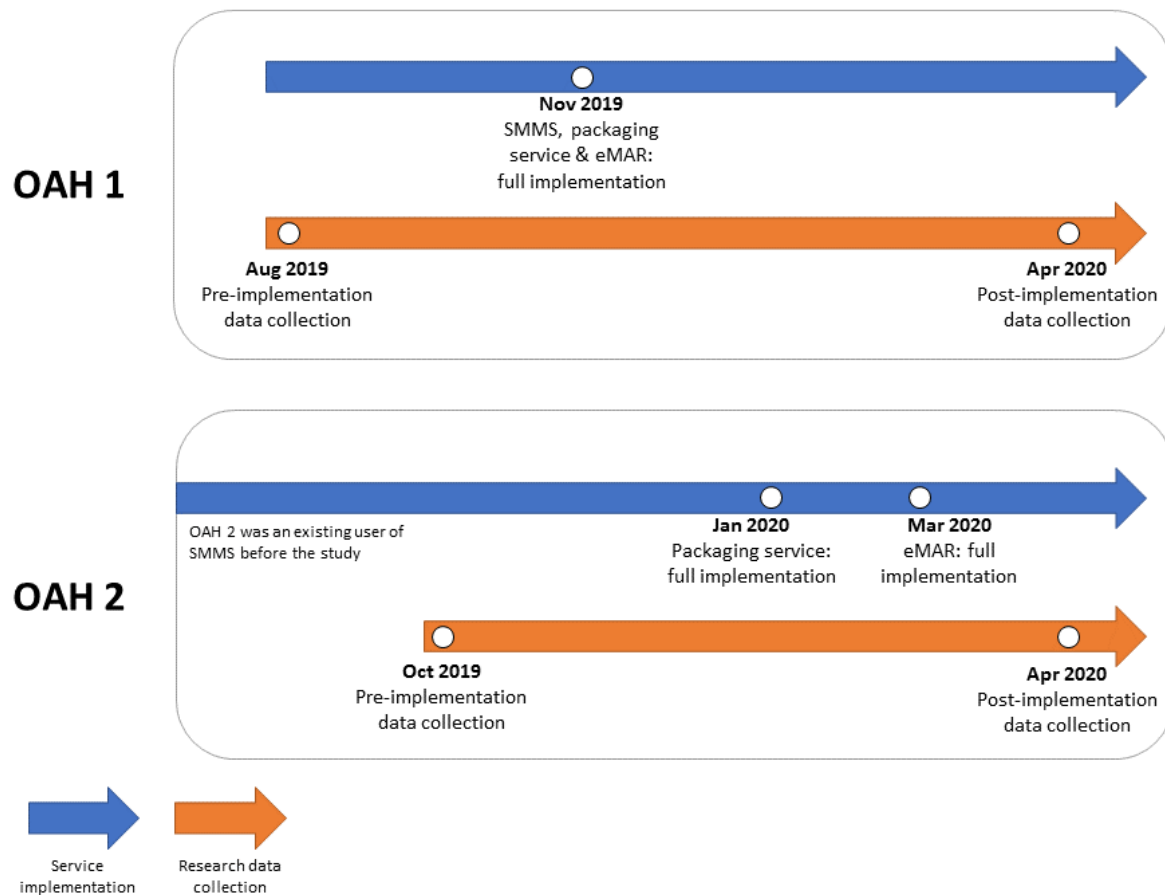 OAH 1
Nov 2019
SMMS, packaging
service & eMAR:
full implementation
Aug 2019
Pre-implementation
data collection
Apr 2020
Post-implementation
data collection
OAH 2
OAH 2 was an existing user of
SMMS before the study
Jan 2020
Packaging service:
full implementation
Mar 2020
eMAR: full
implementation
Oct 2019
Pre-implementation
data collection
Apr 2020
Post-implementation
data collection
Service
implementation
Research data
collection